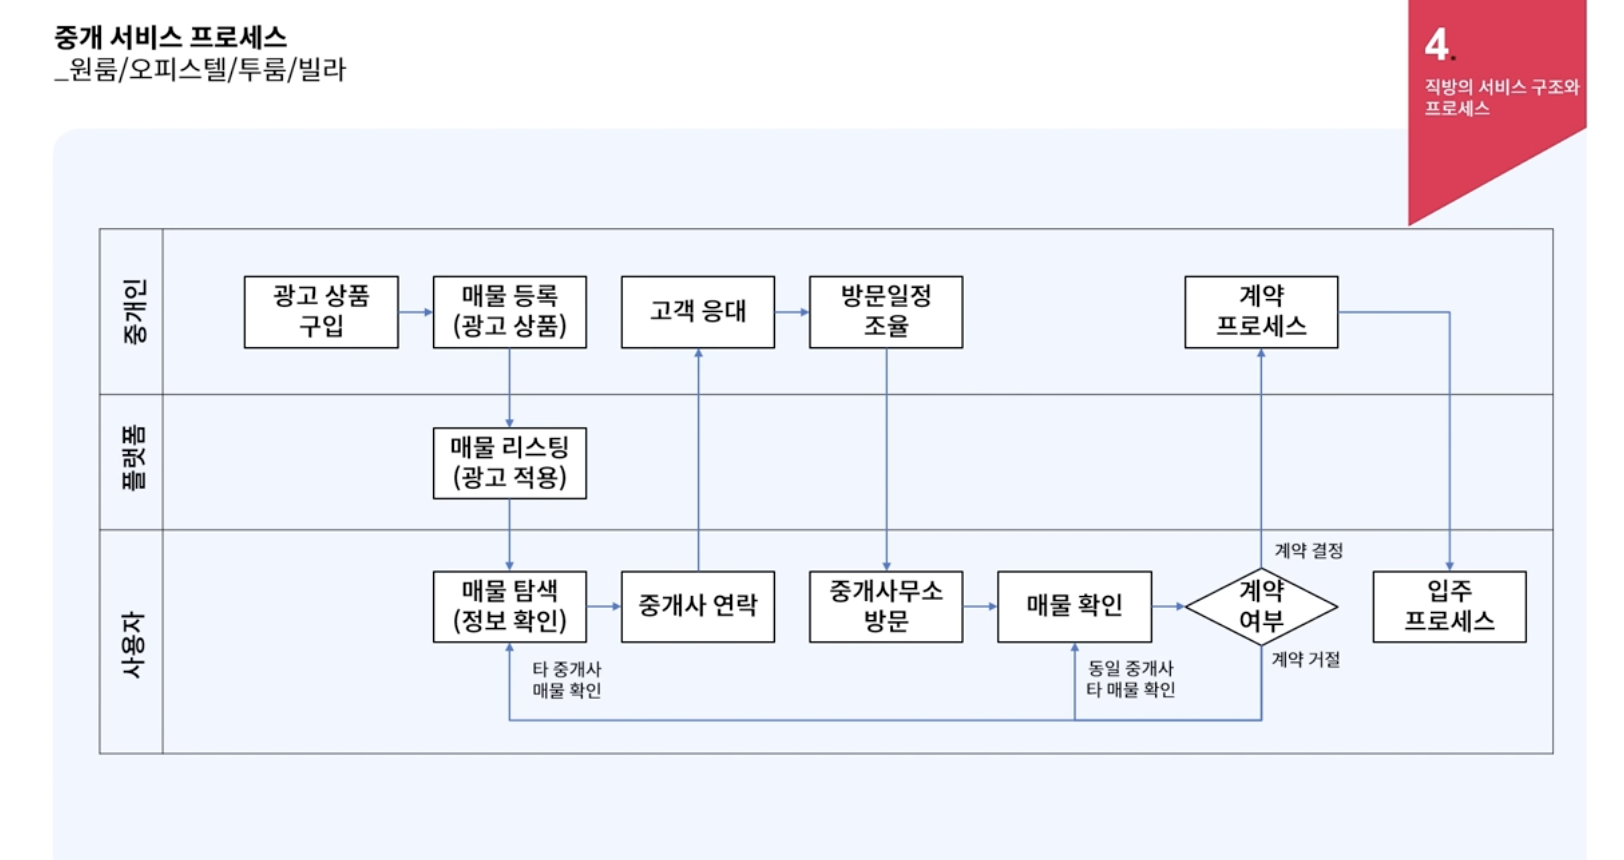 중개 서비스 프로세스
_원룸/오피스텔/투룸/빌라
4.
직방의 서비스 구조와
프로세스
중개인
광고 상품
구입
매물 등록
(광고 상품)
고객 응대
방문일정
조율
계약
프로세스
플랫폼
매물 리스팅
(광고 적용)
사용자
매물 탐색
(정보 확인)
중개사 연락
중개사무소
방문
매물 확인
계약 결정
계약
여부
계약 거절
입주
프로세스
타 중개사
매물 확인
동일 중개사
타 매물 확인